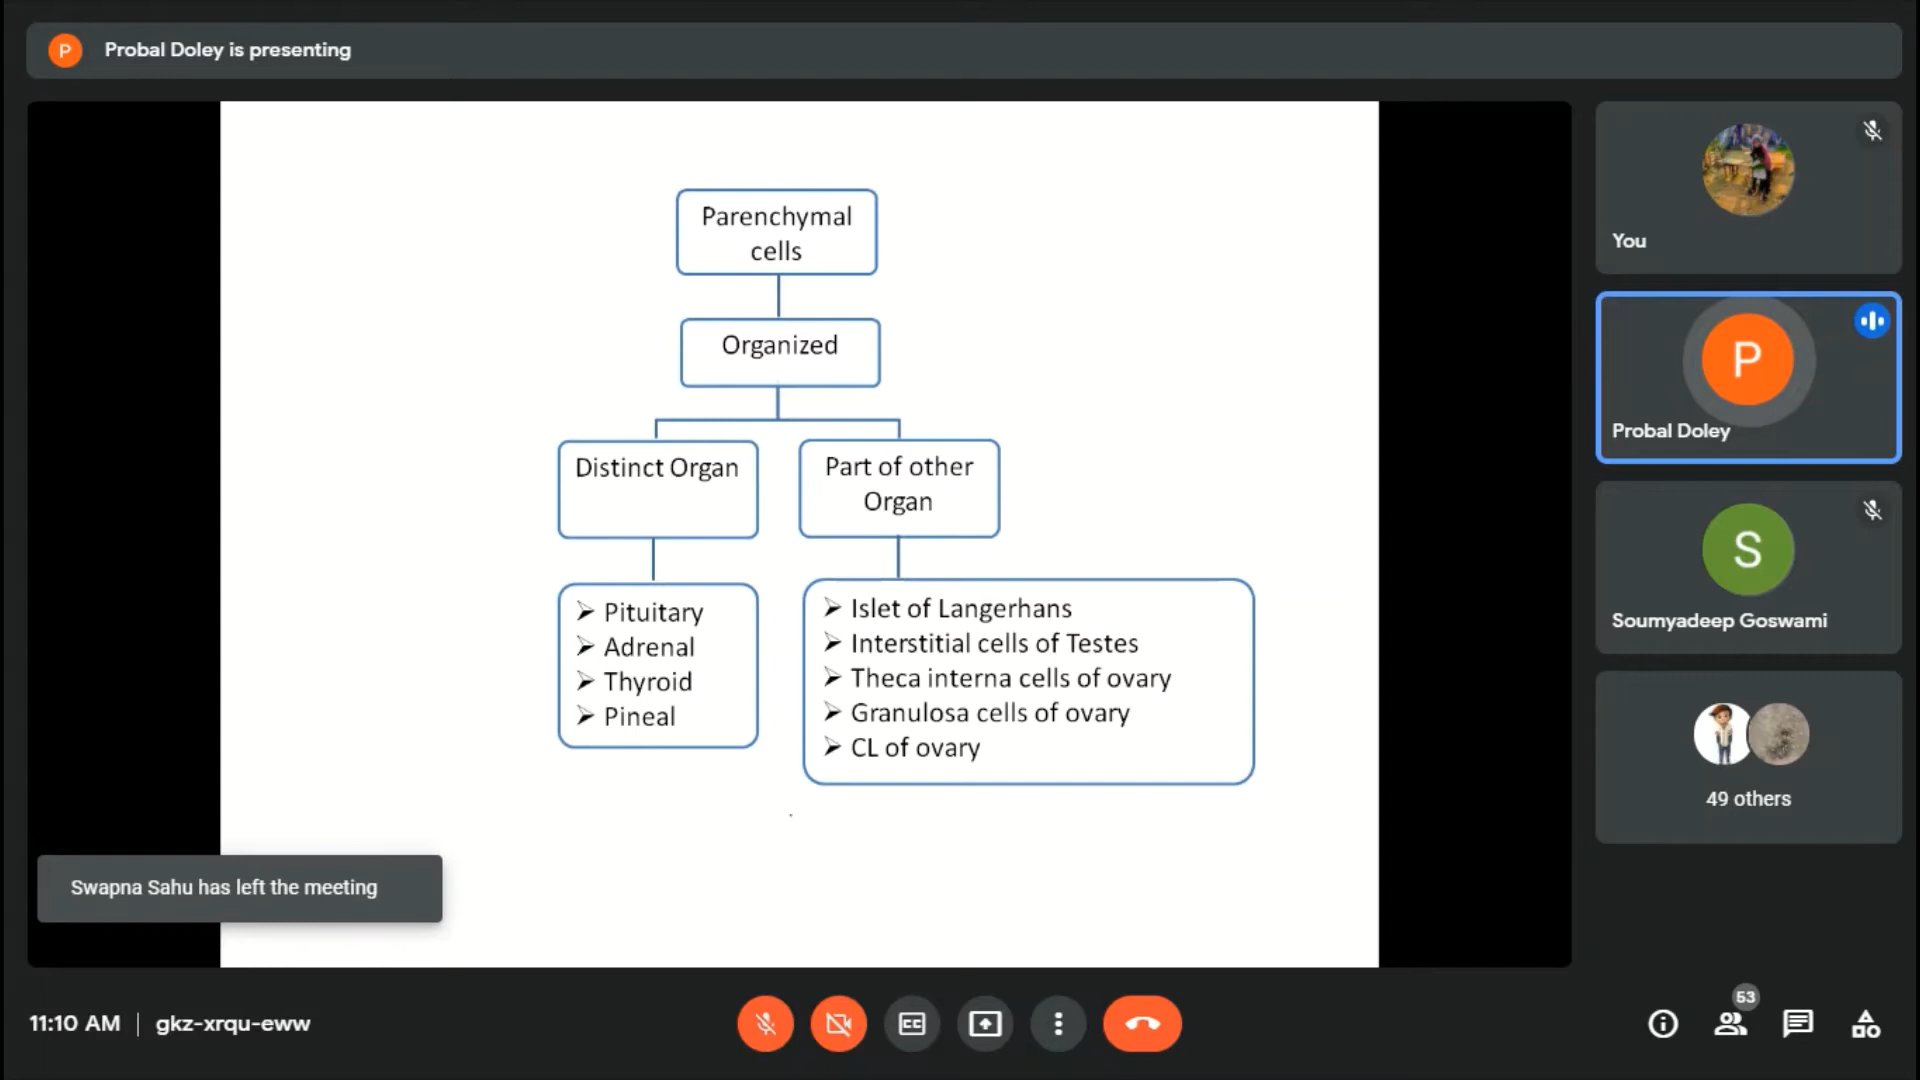 P Probal Doley is presenting
Parenchymal
cells
Organized
Distinct Organ
Part of other
Organ
➢ Pituitary
➢ Adrenal
➢ Thyroid
➢ Pineal
➢ Islet of Langerhans
➢ Interstitial cells of Testes
➢ Theca interna cells of ovary
➢ Granulosa cells of ovary
➢ CL of ovary
You
P
Probal Doley
S
Soumyadeep Goswami
49 others
Swapna Sahu has left the meeting
11:10 AM | gkz-xrqu-eww
CC
53